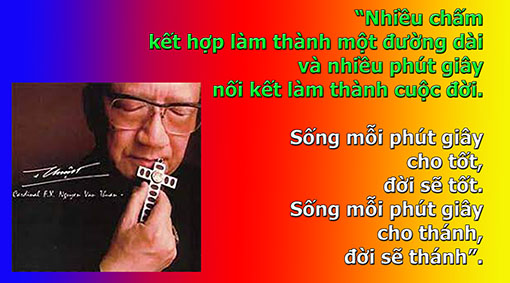 “Nhiều chấm
kết hợp làm thành một đường dài
và nhiều phút giây
nối kết làm thành cuộc đời.
Sống mỗi phút giây
cho tốt,
đời sẽ tốt.
Sống mỗi phút giây
cho thánh,
đời sẽ thánh”.
Cardinal F.X. Nguyen Van Thuan